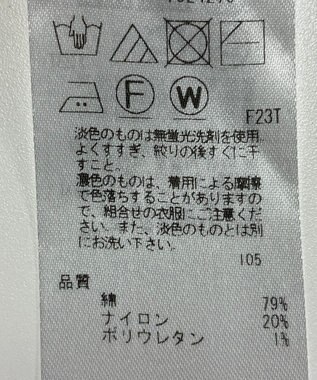 F
W
F23T
淡色のものは無蛍光洗剤を使用
よくすすぎ、絞りの後すぐに干
すこと。
濃色のものは、着用による摩擦
で色落ちすることがありますの
で、組合せの衣服にご注意くだ
さい。また、淡色のものとは別
にお洗い下さい。
105
品質
綿 79%
ナイロン 20%
ポリウレタン 1%